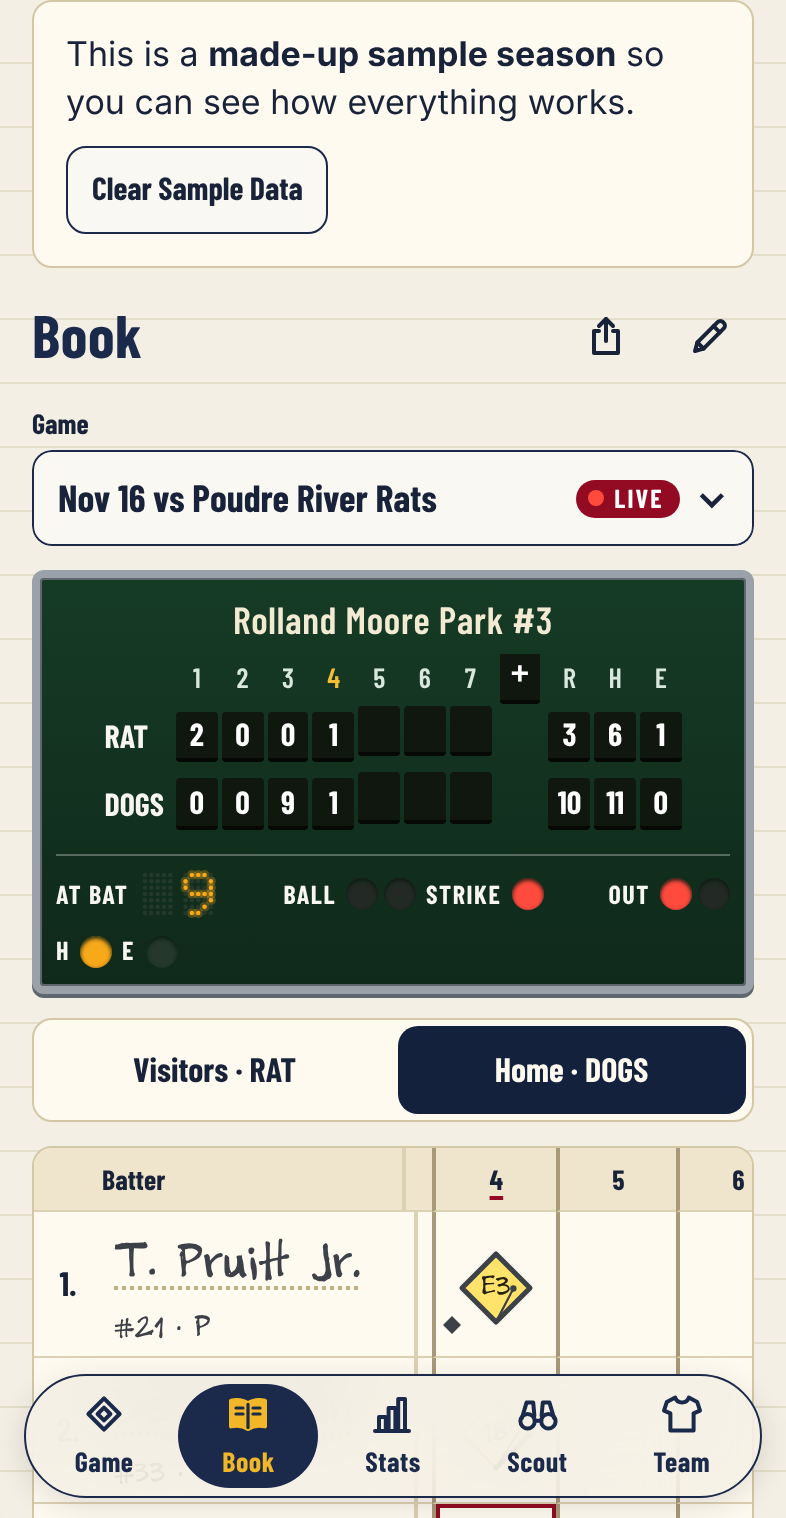 This is a made-up sample season so
you can see how everything works.
Clear Sample Data
Book
Game
Nov 16 vs Poudre River Rats LIVE
Rolland Moore Park #3
1 2 3 4 5 6 7 + R H E
RAT 2 0 0 1 3 6 1
DOGS 0 0 9 1 10 11 0
AT BAT 9 BALL STRIKE OUT
H E
Visitors · RAT Home · DOGS
Batter 4 5 6
1. T. Pruitt Jr. E3
#21 · P
2.
#33 ·
Game Book Stats Scout Team